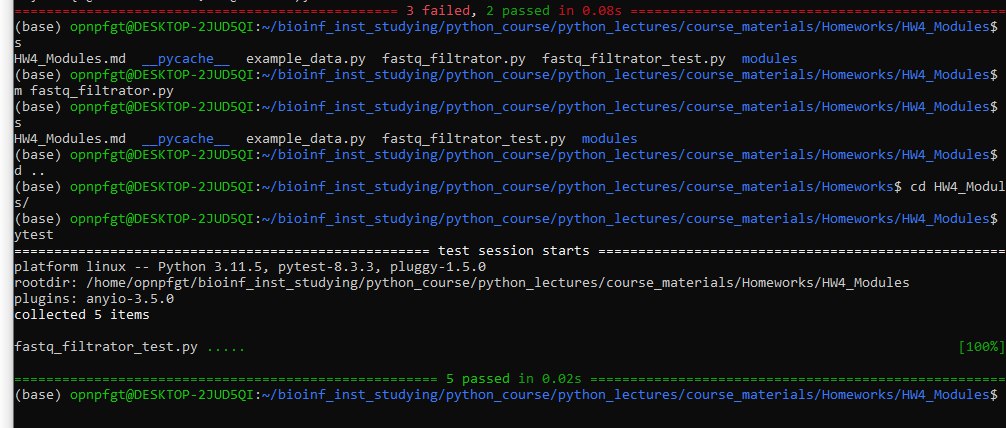 ============================================== 3 failed, 2 passed in 0.08s ==============================================
(base) opnpfgt@DESKTOP-2JUD5QI:~/bioinf_inst_studying/python_course/python_lectures/course_materials/Homeworks/HW4_Modules$
s
HW4_Modules.md  __pycache__  example_data.py  fastq_filtrator.py  fastq_filtrator_test.py  modules
(base) opnpfgt@DESKTOP-2JUD5QI:~/bioinf_inst_studying/python_course/python_lectures/course_materials/Homeworks/HW4_Modules$
m fastq_filtrator.py
(base) opnpfgt@DESKTOP-2JUD5QI:~/bioinf_inst_studying/python_course/python_lectures/course_materials/Homeworks/HW4_Modules$
s
HW4_Modules.md  __pycache__  example_data.py  fastq_filtrator_test.py  modules
(base) opnpfgt@DESKTOP-2JUD5QI:~/bioinf_inst_studying/python_course/python_lectures/course_materials/Homeworks/HW4_Modules$
d ..
(base) opnpfgt@DESKTOP-2JUD5QI:~/bioinf_inst_studying/python_course/python_lectures/course_materials/Homeworks$ cd HW4_Modul
s/
(base) opnpfgt@DESKTOP-2JUD5QI:~/bioinf_inst_studying/python_course/python_lectures/course_materials/Homeworks/HW4_Modules$
ytest
================================================== test session starts ==================================================
platform linux -- Python 3.11.5, pytest-8.3.3, pluggy-1.5.0
rootdir: /home/opnpfgt/bioinf_inst_studying/python_course/python_lectures/course_materials/Homeworks/HW4_Modules
plugins: anyio-3.5.0
collected 5 items
fastq_filtrator_test.py ..... [100%]
=================================================== 5 passed in 0.02s ===================================================
(base) opnpfgt@DESKTOP-2JUD5QI:~/bioinf_inst_studying/python_course/python_lectures/course_materials/Homeworks/HW4_Modules$